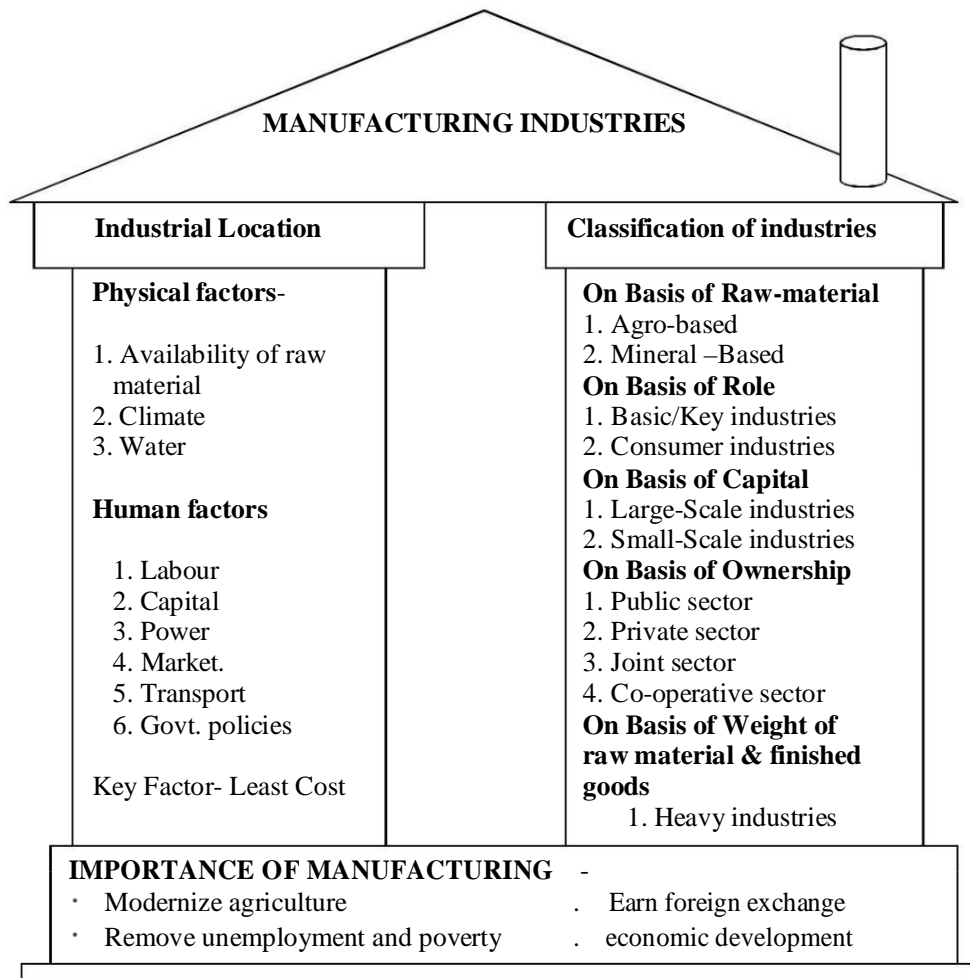 MANUFACTURING INDUSTRIES
Industrial Location
Physical factors-
1. Availability of raw
material
2. Climate
3. Water
Human factors
1. Labour
2. Capital
3. Power
4. Market.
5. Transport
6. Govt. policies
Key Factor- Least Cost
Classification of industries
On Basis of Raw-material
1. Agro-based
2. Mineral –Based
On Basis of Role
1. Basic/Key industries
2. Consumer industries
On Basis of Capital
1. Large-Scale industries
2. Small-Scale industries
On Basis of Ownership
1. Public sector
2. Private sector
3. Joint sector
4. Co-operative sector
On Basis of Weight of
raw material & finished
goods
1. Heavy industries
IMPORTANCE OF MANUFACTURING -
· Modernize agriculture . Earn foreign exchange
· Remove unemployment and poverty . economic development